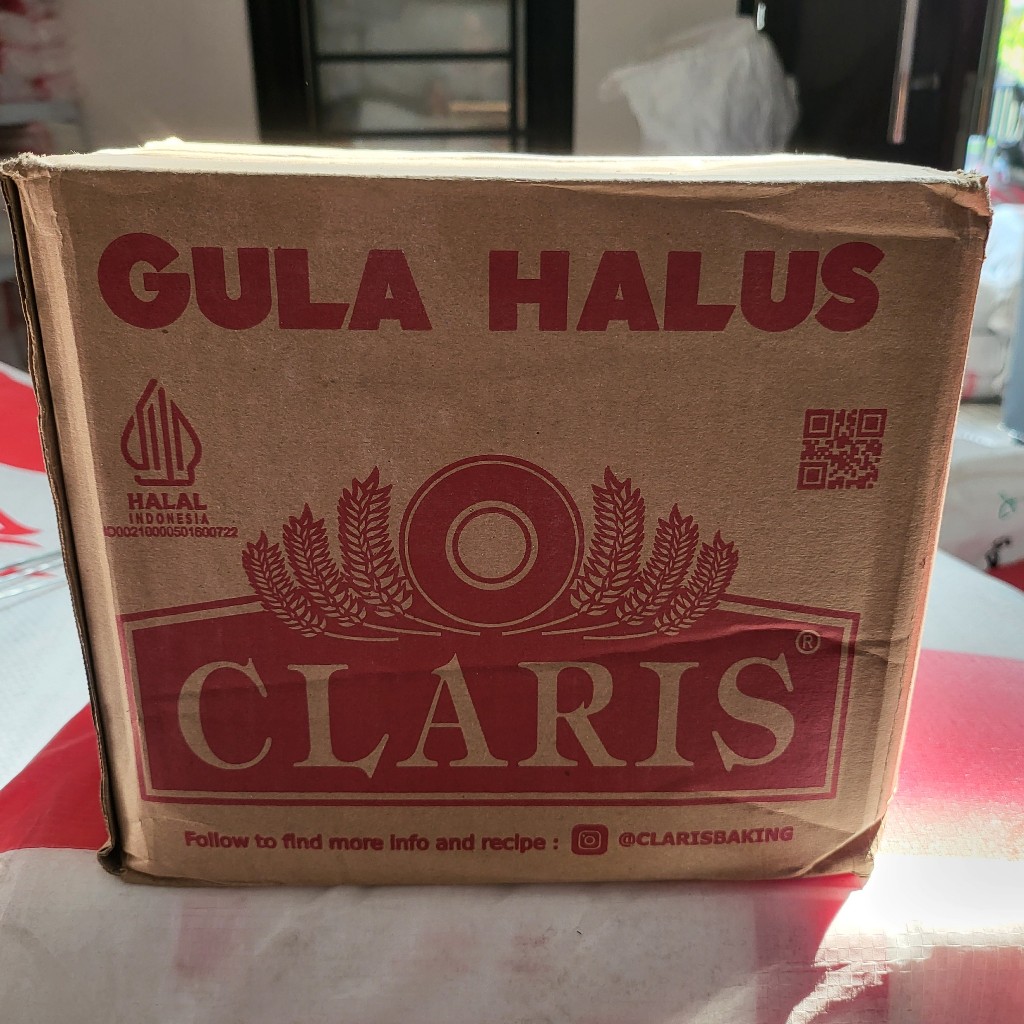 GULA HALUS
HALAL
INDONESIA
ID00210000501600722
CLARIS®
Follow to find more info and recipe : @CLARISBAKING